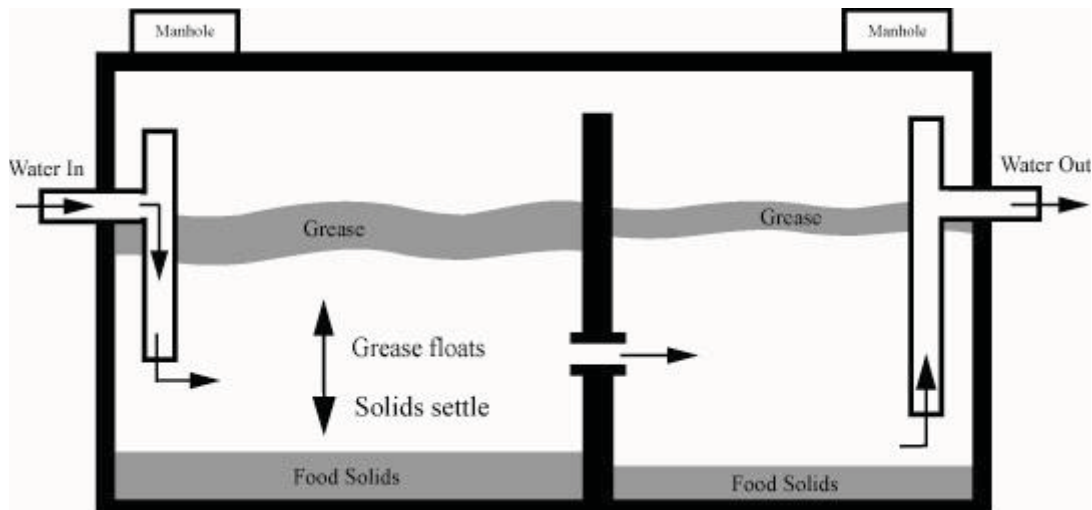 Manhole
Manhole
Water In
Water Out
Grease
Grease
Grease floats
Solids settle
Food Solids
Food Solids